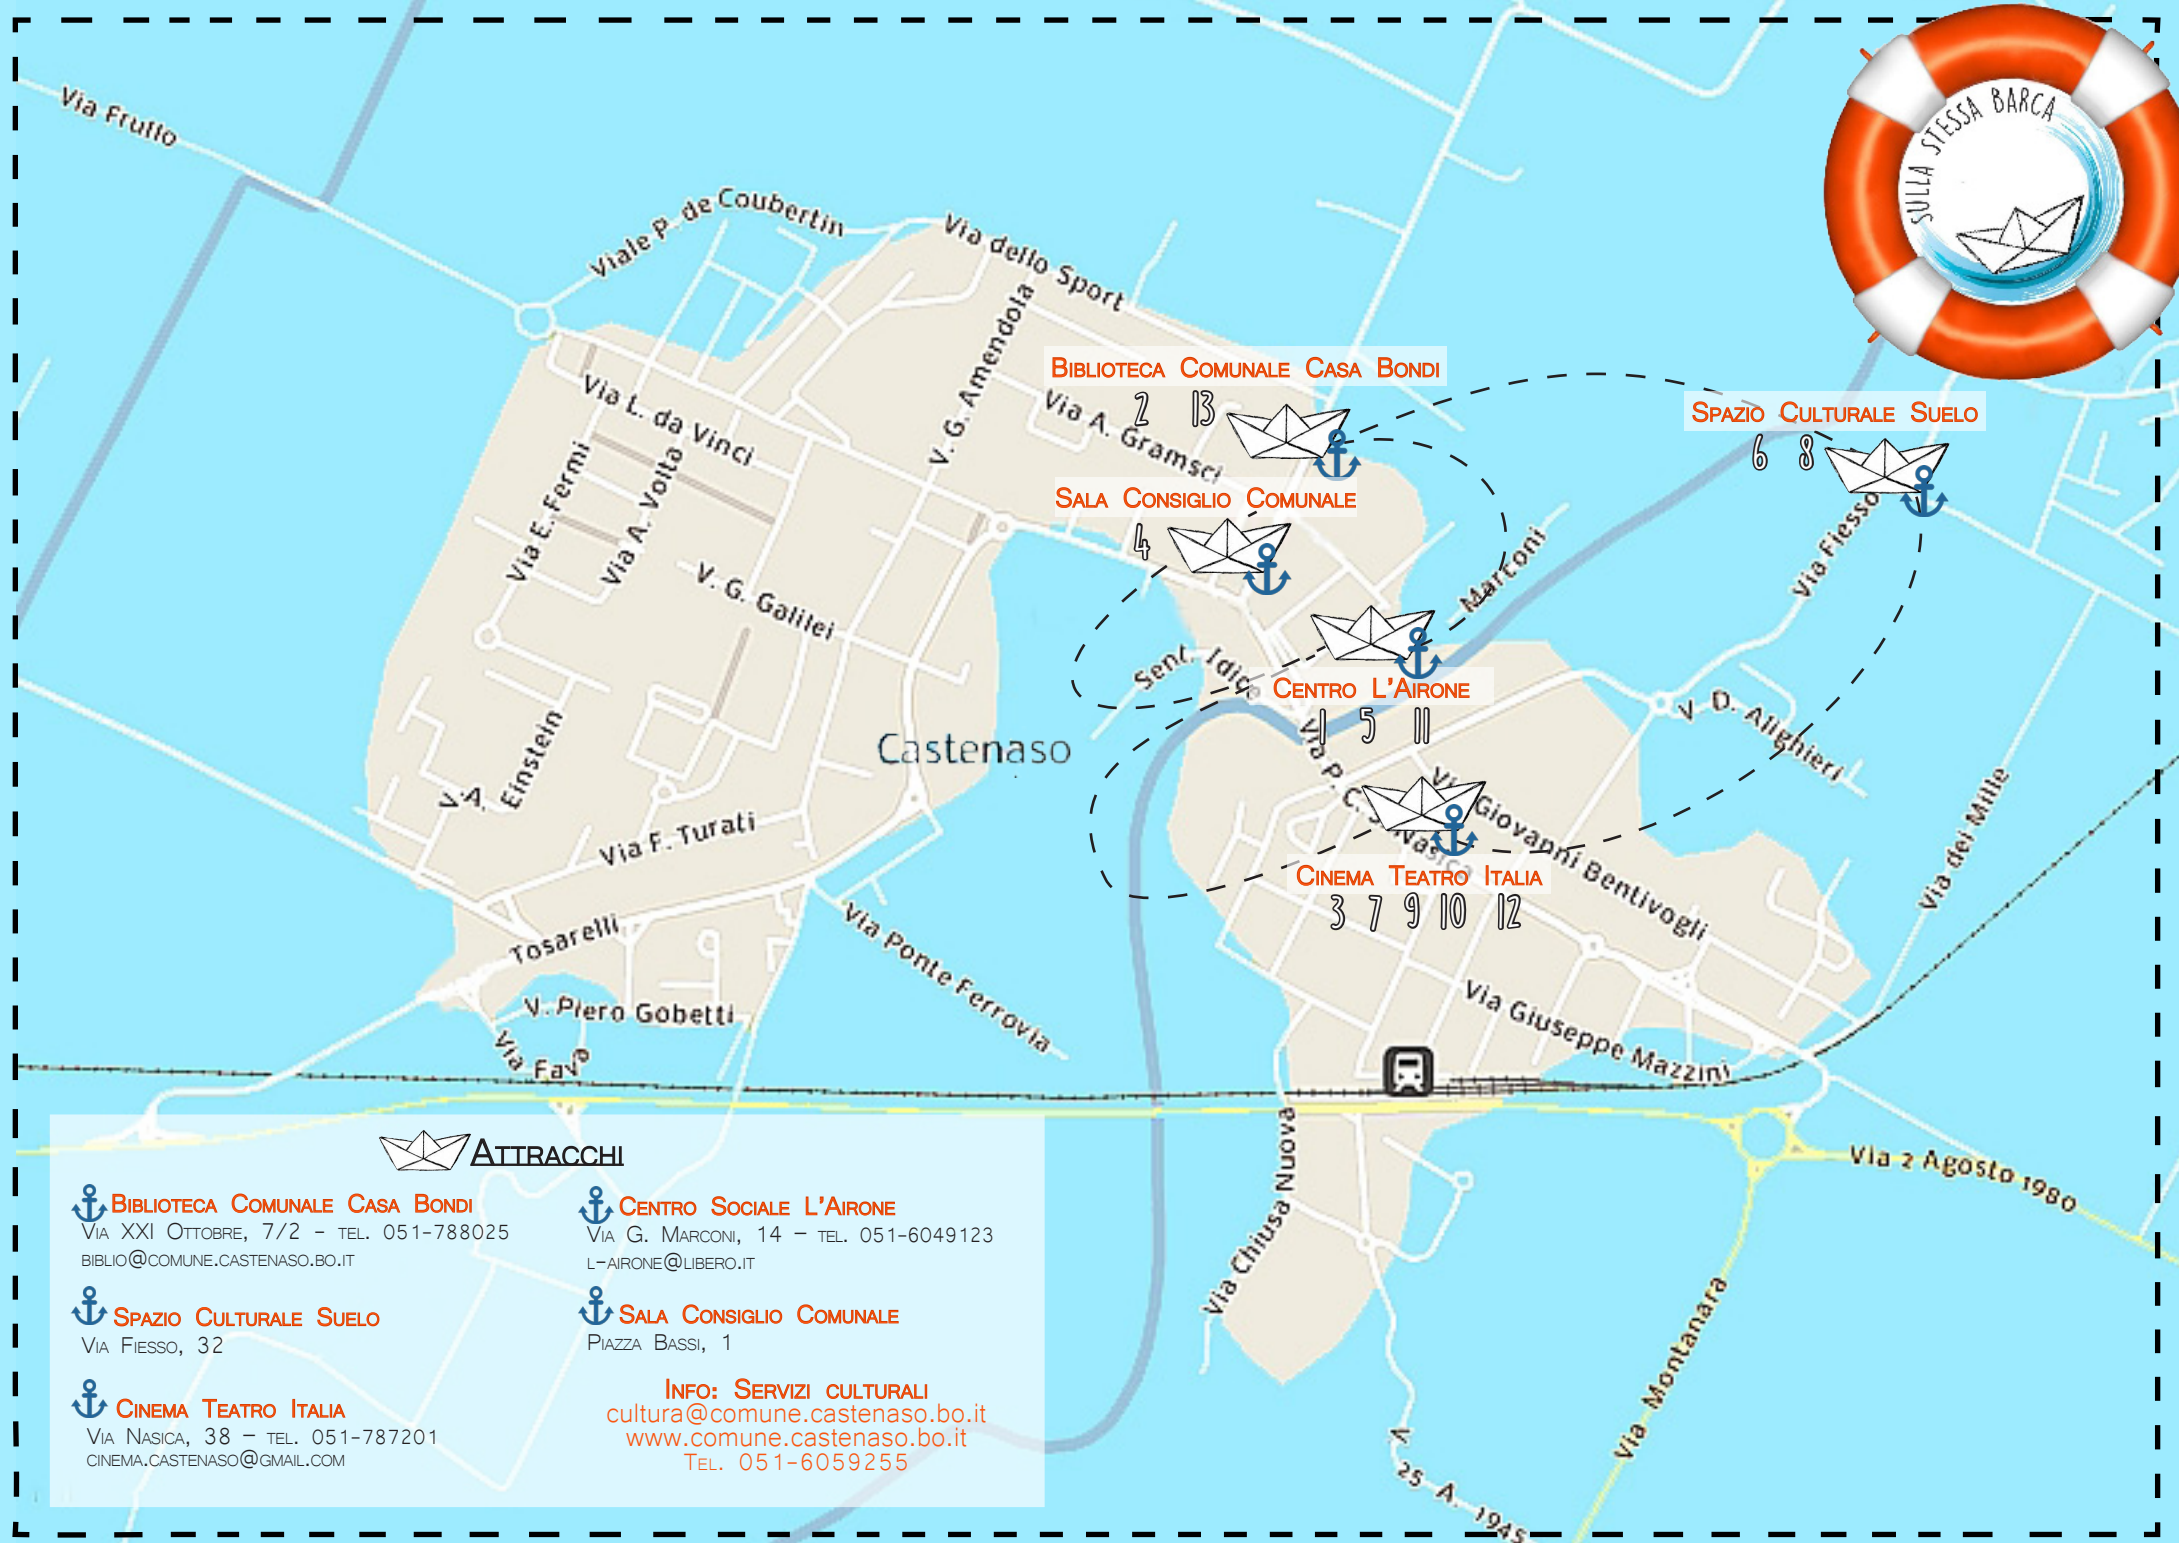 SULLA STESSA BARCA
Via Frullo
Viale P. de Coubertin
Via dello Sport
V. G. Amendola
Biblioteca Comunale Casa Bondi
2 13
Via A. Gramsci
Spazio Culturale Suelo
6 8
Via L. da Vinci
Via E. Fermi
Via A. Volta
Sala Consiglio Comunale
4
Marconi
Via Fiesso
V. G. Galilei
Sent. Idice
Centro L'Airone
1 5 11
V. D. Alighieri
Castenaso
V. A. Einstein
Via P. C. S. Nasica
Via Giovanni Bentivogli
Via dei Mille
Via F. Turati
Cinema Teatro Italia
3 7 9 10 12
Tosarelli
Via Ponte Ferrovia
V. Piero Gobetti
Via Fava
Via Giuseppe Mazzini
Via Chiusa Nuova
Via 2 Agosto 1980
Via Montanara
V. 25 A. 1945
Attracchi
Biblioteca Comunale Casa Bondi
Via XXI Ottobre, 7/2 - tel. 051-788025
biblio@comune.castenaso.bo.it
Spazio Culturale Suelo
Via Fiesso, 32
Cinema Teatro Italia
Via Nasica, 38 – tel. 051-787201
cinema.castenaso@gmail.com
Centro Sociale L'Airone
Via G. Marconi, 14 – tel. 051-6049123
l-airone@libero.it
Sala Consiglio Comunale
Piazza Bassi, 1
Info: Servizi culturali
cultura@comune.castenaso.bo.it
www.comune.castenaso.bo.it
Tel. 051-6059255